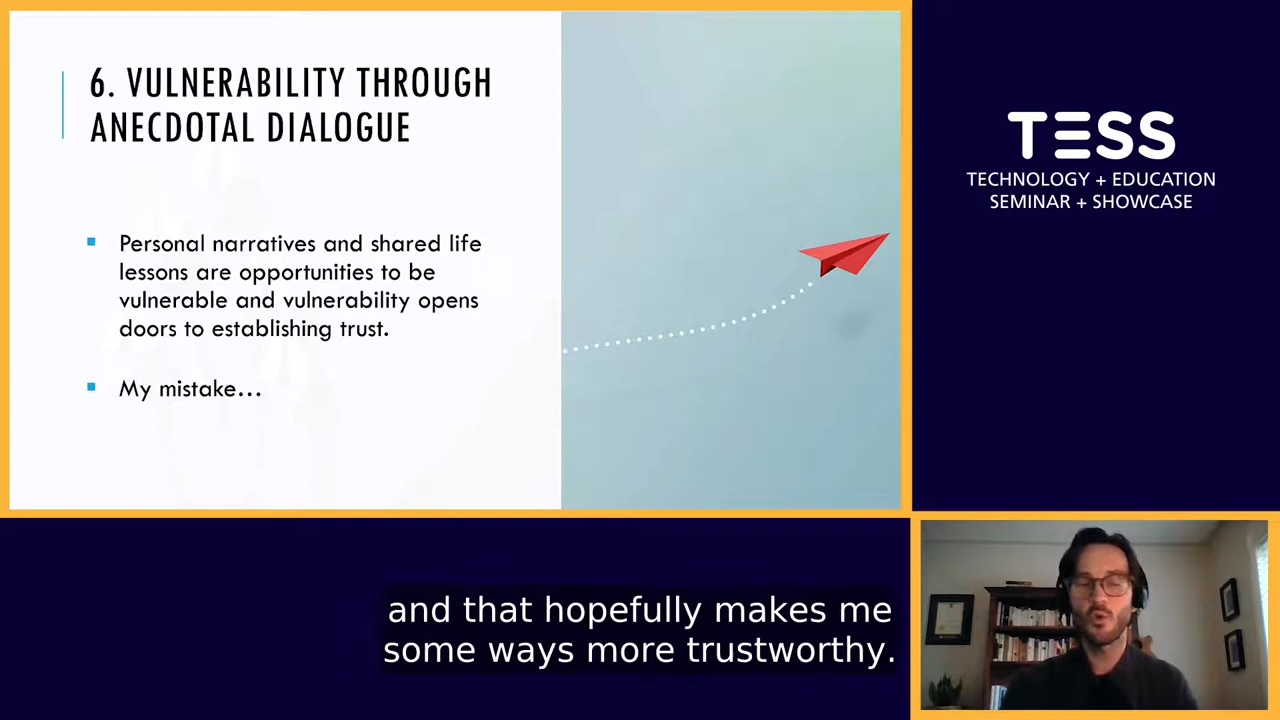 6. VULNERABILITY THROUGH
ANECDOTAL DIALOGUE
Personal narratives and shared life
lessons are opportunities to be
vulnerable and vulnerability opens
doors to establishing trust.
My mistake...
TESS
TECHNOLOGY + EDUCATION
SEMINAR + SHOWCASE
and that hopefully makes me
some ways more trustworthy.